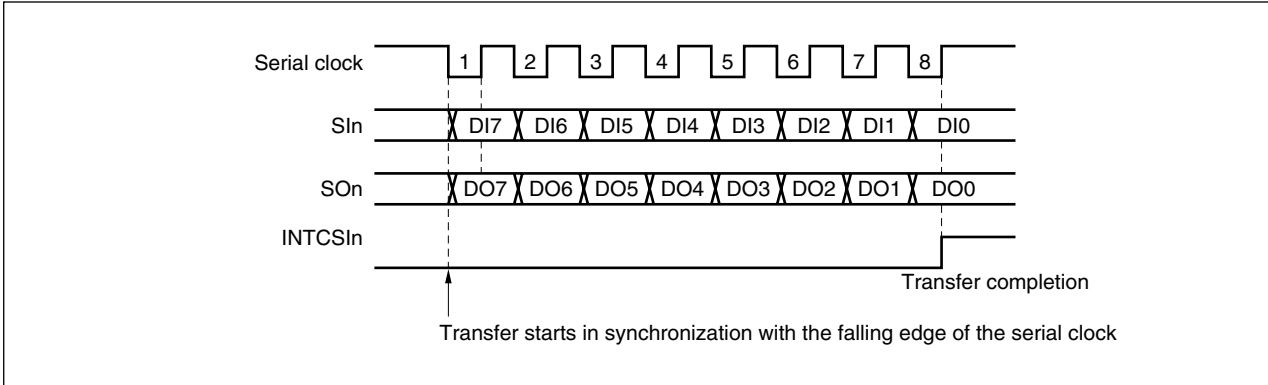 Serial clock 1 2 3 4 5 6 7 8
SIn DI7 DI6 DI5 DI4 DI3 DI2 DI1 DI0
SOn DO7 DO6 DO5 DO4 DO3 DO2 DO1 DO0
INTCSIn
Transfer completion
Transfer starts in synchronization with the falling edge of the serial clock